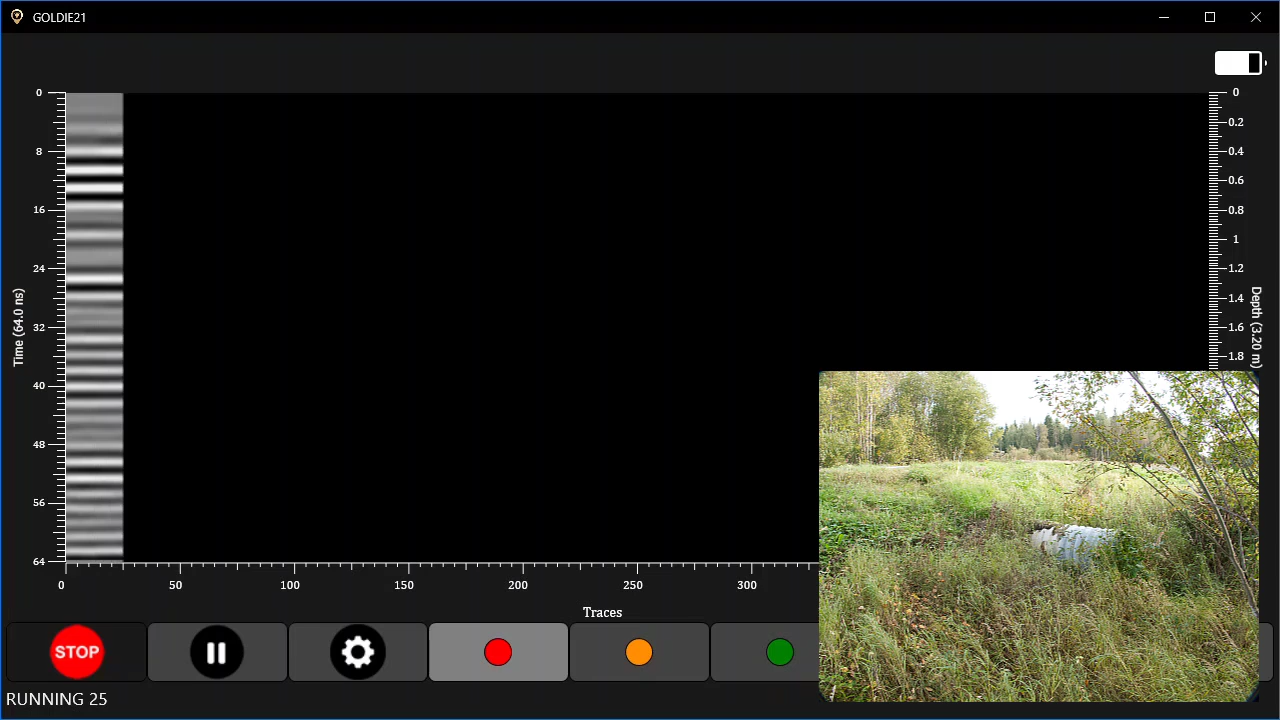 GOLDIE21
0
8
16
24
32
40
48
56
64
Time (64.0 ns)
0
0.2
0.4
0.6
0.8
1
1.2
1.4
1.6
1.8
Depth (3.20 m)
0 50 100 150 200 250 300
Traces
STOP
RUNNING 25